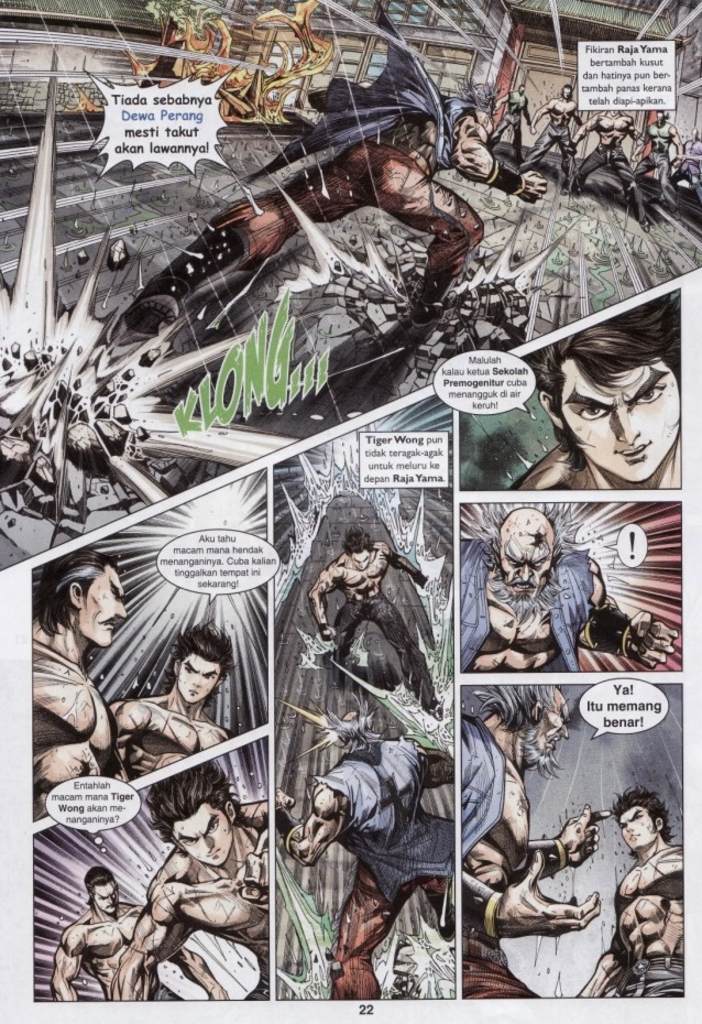 Tiada sebabnya
Dewa Perang
mesti takut
akan lawannya!
Fikiran Raja Yama
bertambah kusut
dan hatinya pun ber-
tambah panas kerana
telah diapi-apikan.
KLONG...
Malulah
kalau ketua Sekolah
Premogenitur cuba
menangguk di air
keruh!
Aku tahu
macam mana hendak
menanganinya. Cuba kalian
tinggalkan tempat ini
sekarang!
Tiger Wong pun
tidak teragak-agak
untuk meluru ke
depan Raja Yama.
!
Entahlah
macam mana Tiger
Wong akan me-
nanganinya?
Ya!
Itu memang
benar!
22